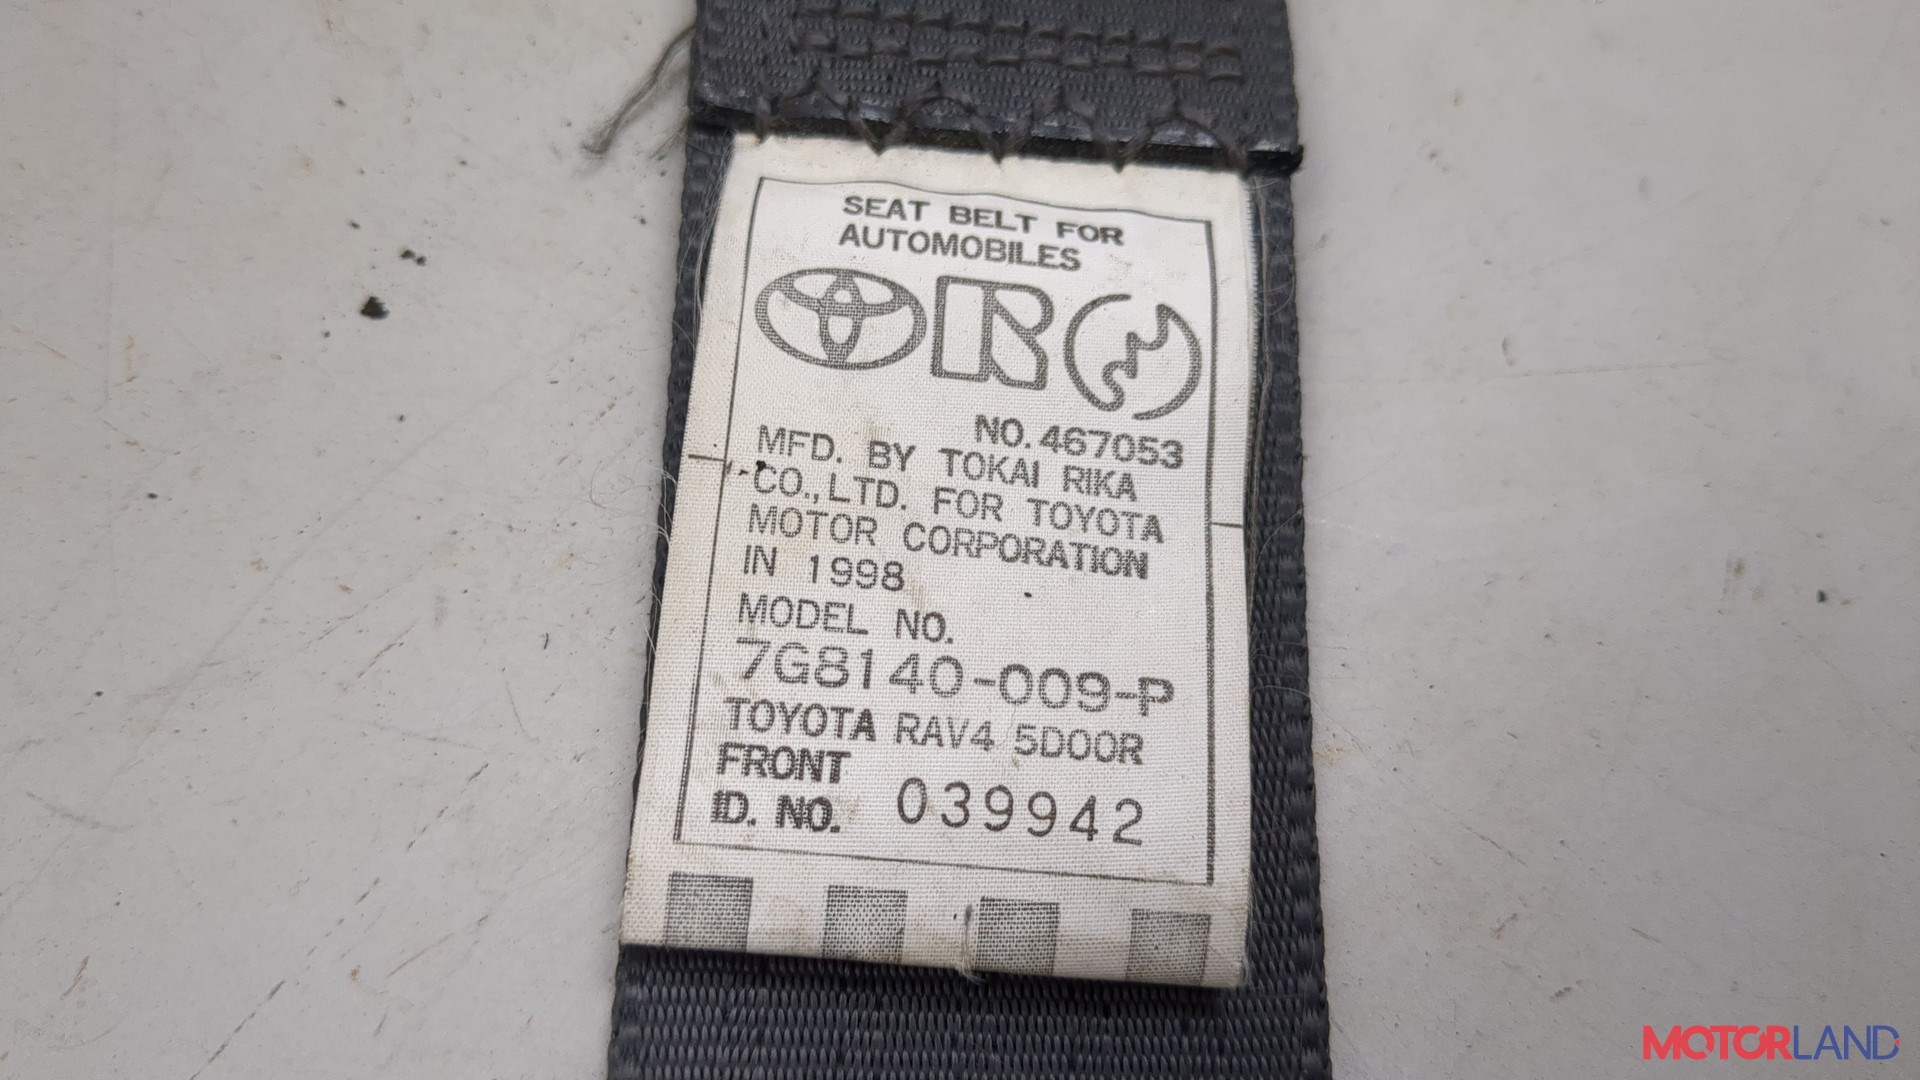 SEAT BELT FOR
AUTOMOBILES
NO. 467053
MFD. BY TOKAI RIKA
CO., LTD. FOR TOYOTA
MOTOR CORPORATION
IN 1998
MODEL NO.
7G8140-009-P
TOYOTA RAV4 5DOOR
FRONT
ID. NO. 039942
MOTORLAND